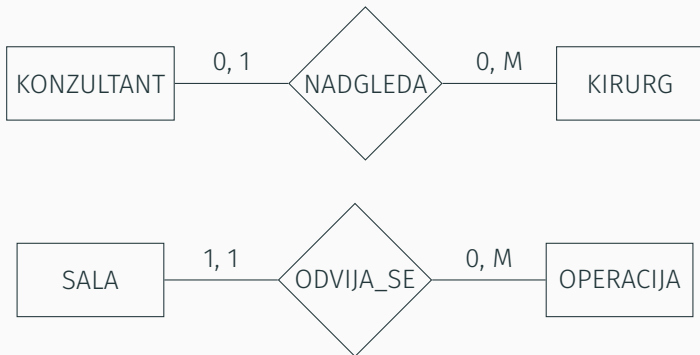 0, 1
0, M
KONZULTANT
NADGLEDA
KIRURG
1, 1
0, M
SALA
ODVIJA_SE
OPERACIJA